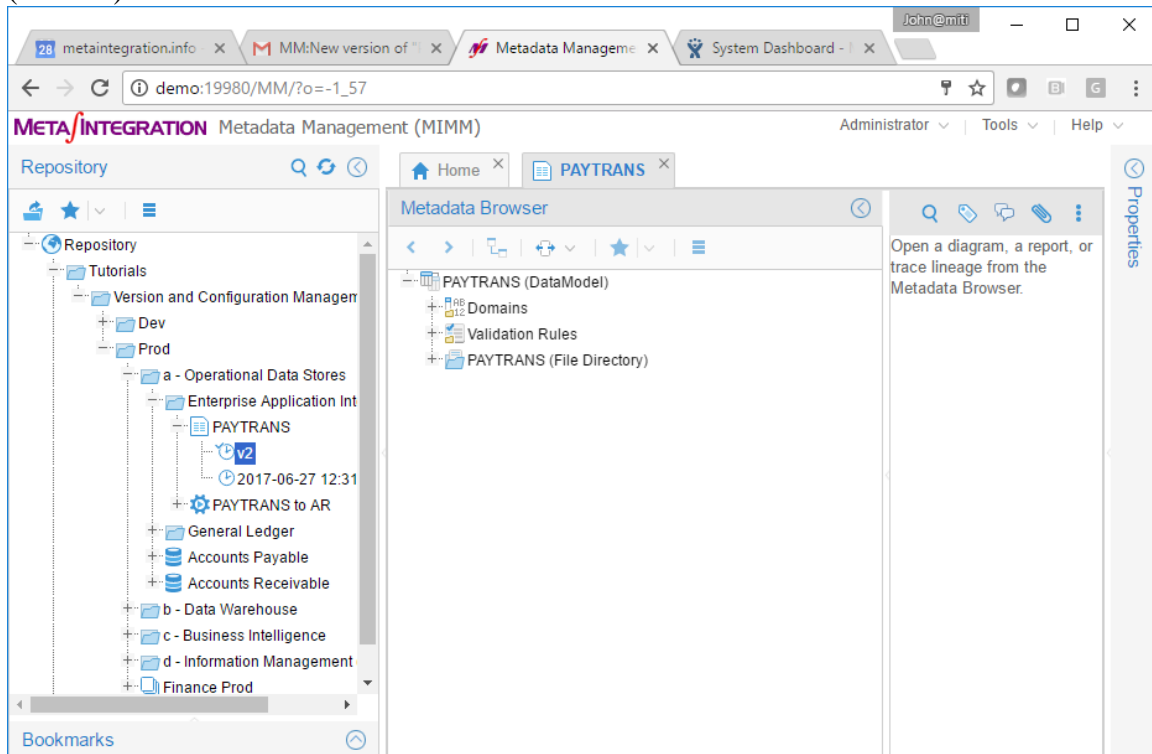 John@miti
28 metaintegration.info -
MM:New version of "
Metadata Manageme
System Dashboard -
demo:19980/MM/?o=-1_57
META INTEGRATION Metadata Management (MIMM)
Administrator
Tools
Help
Repository
Home
PAYTRANS
Metadata Browser
Properties
Repository
Tutorials
Version and Configuration Managem
Dev
Prod
a - Operational Data Stores
Enterprise Application Int
PAYTRANS
v2
2017-06-27 12:31
PAYTRANS to AR
General Ledger
Accounts Payable
Accounts Receivable
b - Data Warehouse
c - Business Intelligence
d - Information Management
Finance Prod
Bookmarks
PAYTRANS (DataModel)
Domains
Validation Rules
PAYTRANS (File Directory)
Open a diagram, a report, or
trace lineage from the
Metadata Browser.